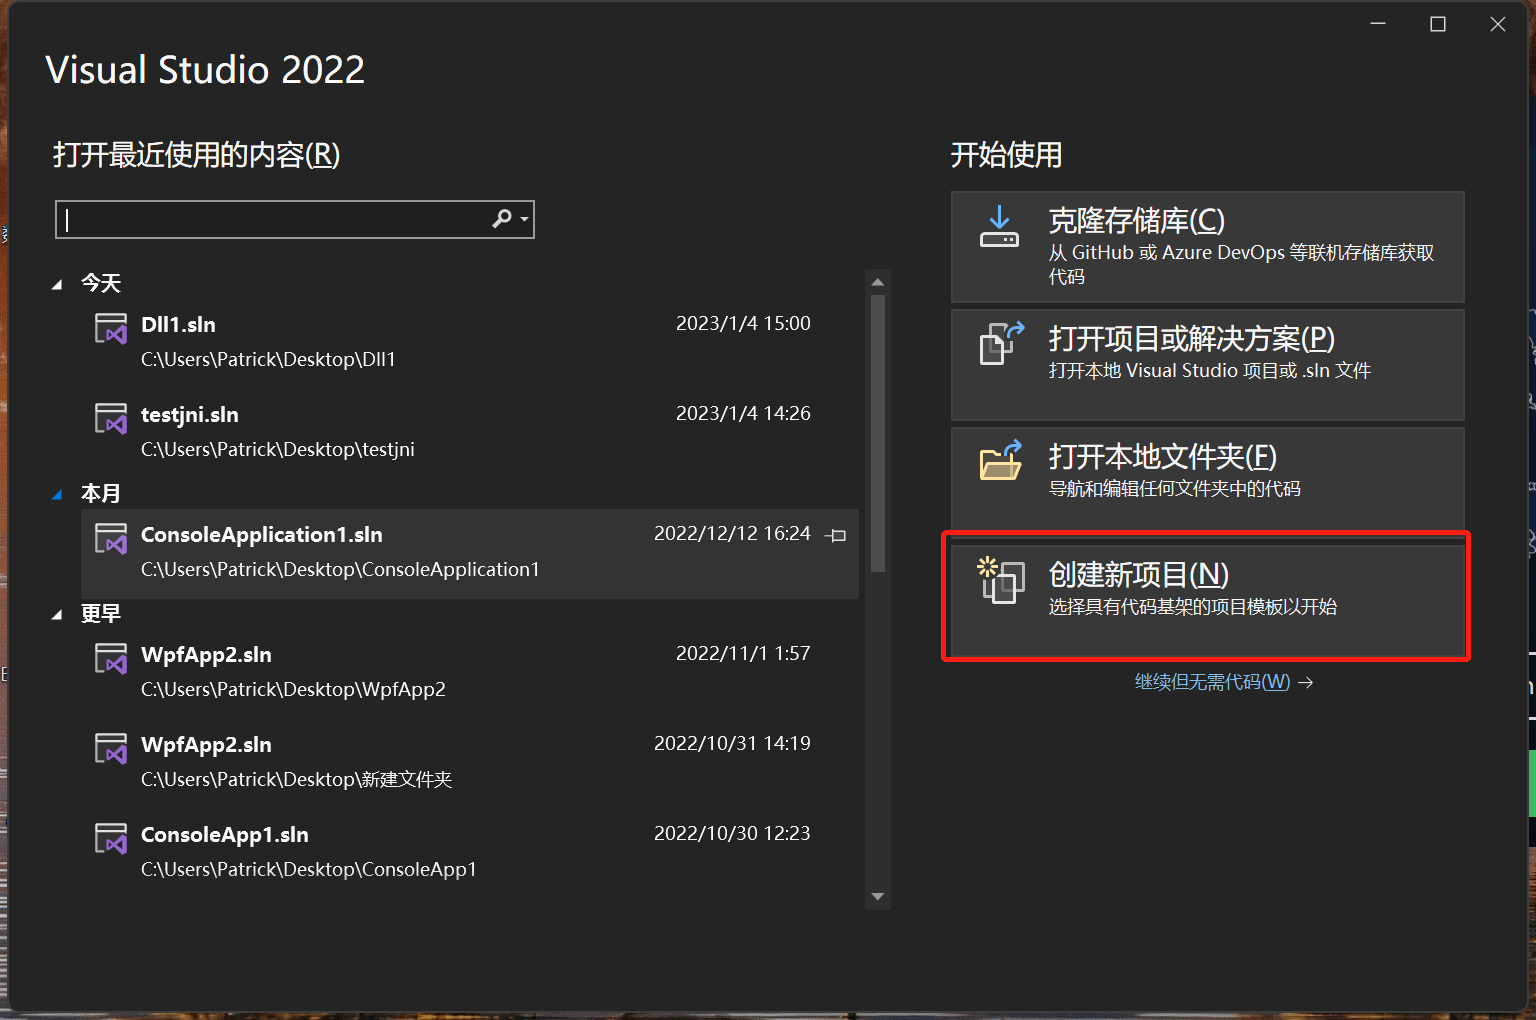 Visual Studio 2022
打开最近使用的内容(R)
今天
Dll1.sln
2023/1/4 15:00
C:\Users\Patrick\Desktop\Dll1
testjni.sln
2023/1/4 14:26
C:\Users\Patrick\Desktop\testjni
本月
ConsoleApplication1.sln
2022/12/12 16:24
C:\Users\Patrick\Desktop\ConsoleApplication1
更早
WpfApp2.sln
2022/11/1 1:57
C:\Users\Patrick\Desktop\WpfApp2
WpfApp2.sln
2022/10/31 14:19
C:\Users\Patrick\Desktop\新建文件夹
ConsoleApp1.sln
2022/10/30 12:23
C:\Users\Patrick\Desktop\ConsoleApp1
开始使用
克隆存储库(C)
从 GitHub 或 Azure DevOps 等联机存储库获取
代码
打开项目或解决方案(P)
打开本地 Visual Studio 项目或 .sln 文件
打开本地文件夹(F)
导航和编辑任何文件夹中的代码
创建新项目(N)
选择具有代码基架的项目模板以开始
继续但无需代码(W) →